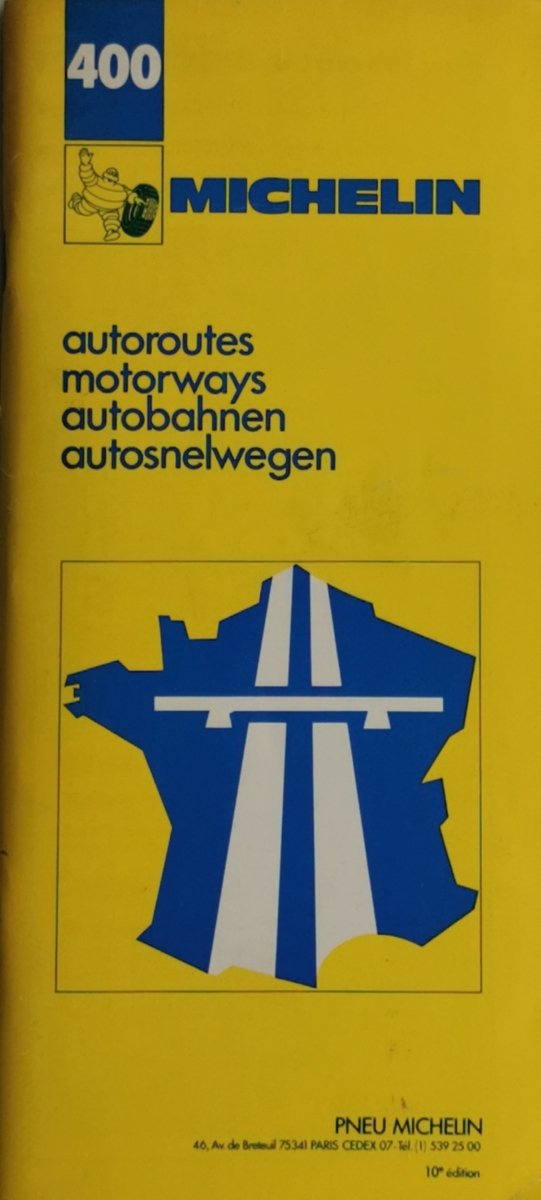 400
MICHELIN
autoroutes
motorways
autobahnen
autosnelwegen
PNEU MICHELIN
46, Av. de Breteuil 75341 PARIS CEDEX 07-Tél. (1) 539 25 00
10e édition